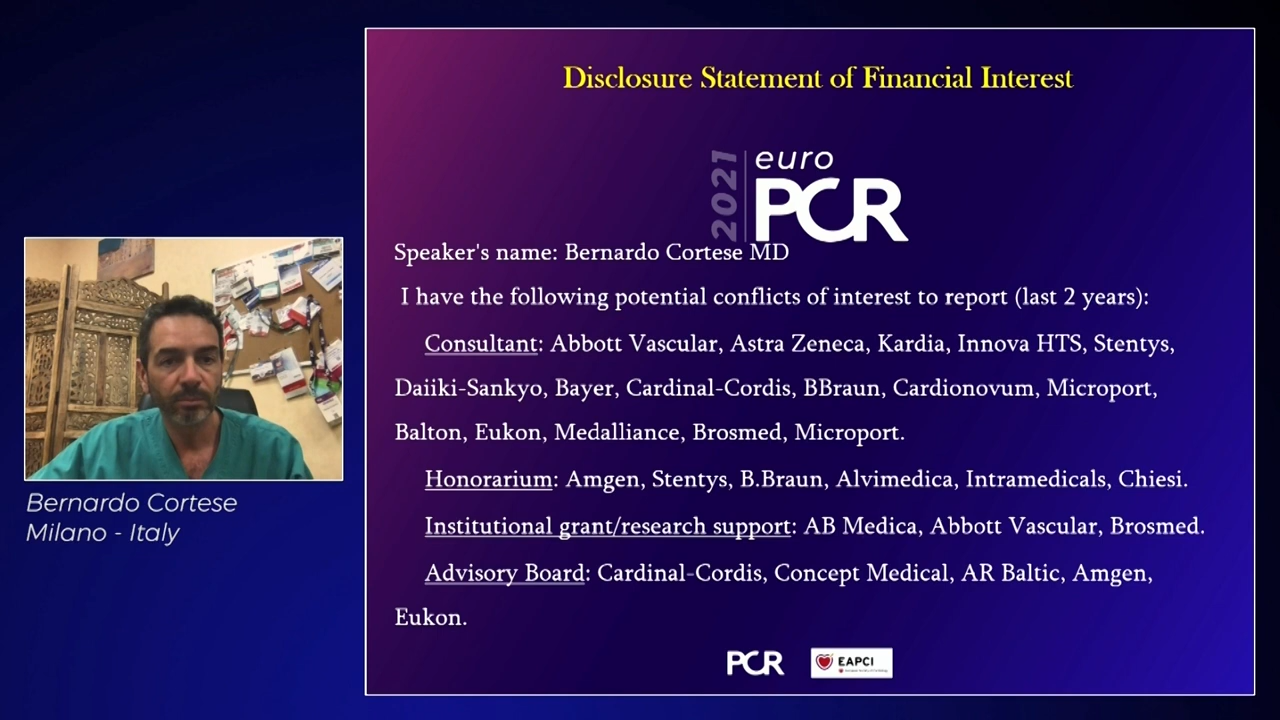 Disclosure Statement of Financial Interest
2021
euro
PCR
Speaker's name: Bernardo Cortese MD
I have the following potential conflicts of interest to report (last 2 years):
Consultant: Abbott Vascular, Astra Zeneca, Kardia, Innova HTS, Stentys,
Daiiki-Sankyo, Bayer, Cardinal-Cordis, BBraun, Cardionovum, Microport,
Balton, Eukon, Medalliance, Brosmed, Microport.
Honorarium: Amgen, Stentys, B.Braun, Alvimedica, Intramedicals, Chiesi.
Institutional grant/research support: AB Medica, Abbott Vascular, Brosmed.
Advisory Board: Cardinal-Cordis, Concept Medical, AR Baltic, Amgen,
Eukon.
PCR
EAPCI
Bernardo Cortese
Milano - Italy